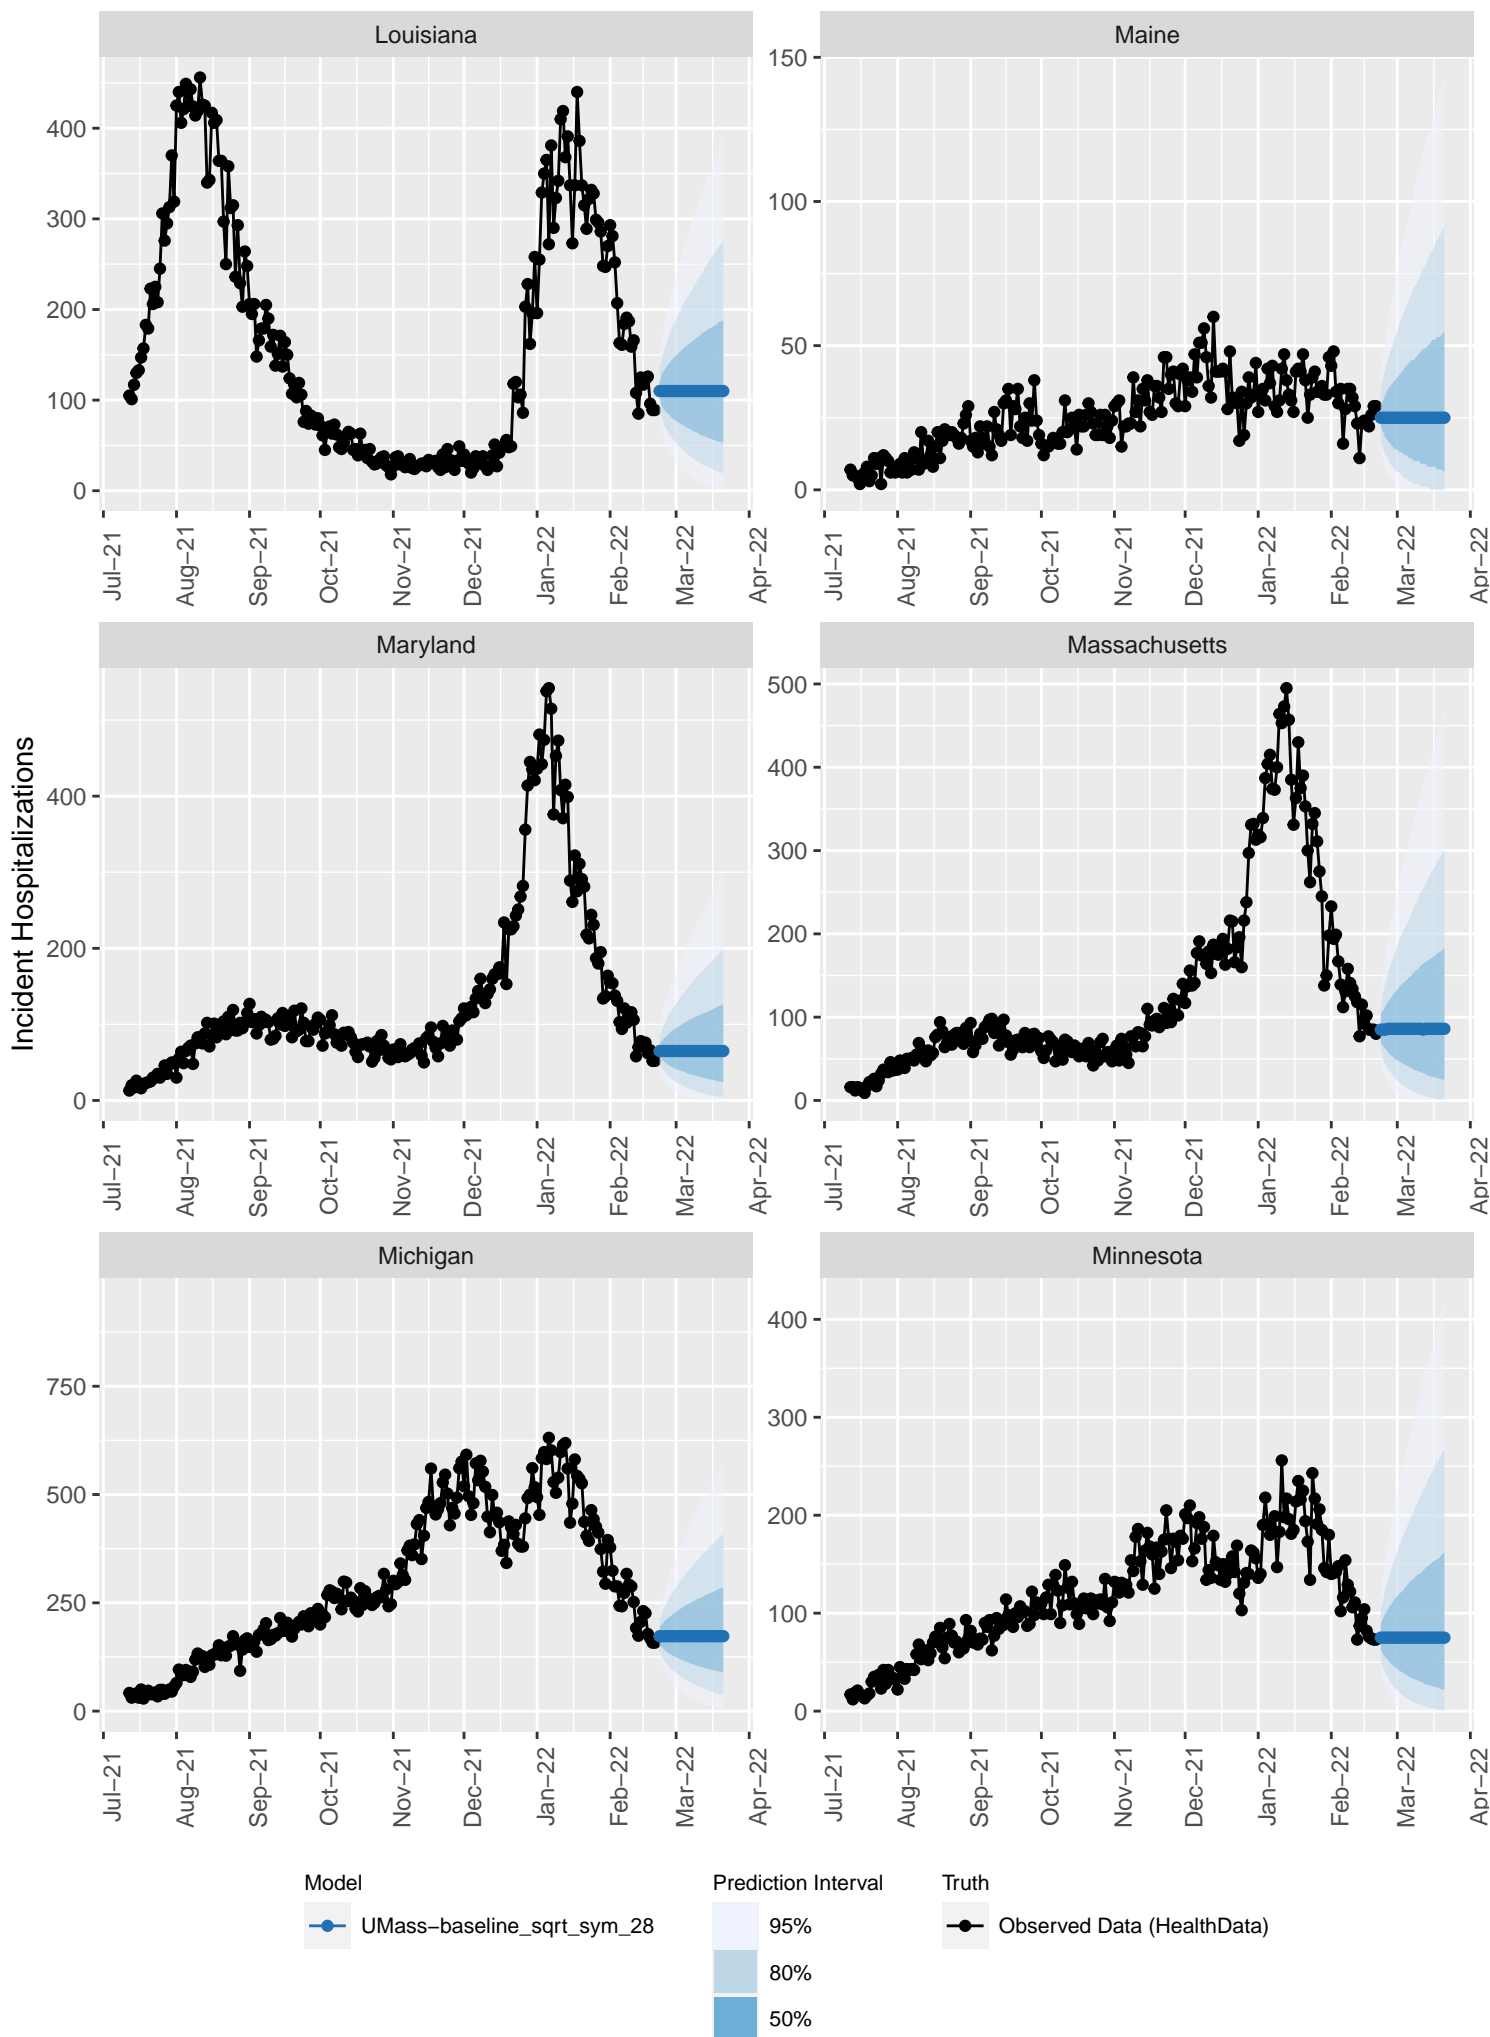 Louisiana Maine
150
400
100
300
200
50
100
0 0
Jul−21 Aug−21 Sep−21 Oct−21 Nov−21 Dec−21 Jan−22 Feb−22 Mar−22 Apr−22 Jul−21 Aug−21 Sep−21 Oct−21 Nov−21 Dec−21 Jan−22 Feb−22 Mar−22 Apr−22
Maryland Massachusetts
Incident Hospitalizations
500
400
400
300
200
200
100
0 0
Jul−21 Aug−21 Sep−21 Oct−21 Nov−21 Dec−21 Jan−22 Feb−22 Mar−22 Apr−22 Jul−21 Aug−21 Sep−21 Oct−21 Nov−21 Dec−21 Jan−22 Feb−22 Mar−22 Apr−22
Michigan Minnesota
400
750
300
500
200
250
100
0 0
Jul−21 Aug−21 Sep−21 Oct−21 Nov−21 Dec−21 Jan−22 Feb−22 Mar−22 Apr−22 Jul−21 Aug−21 Sep−21 Oct−21 Nov−21 Dec−21 Jan−22 Feb−22 Mar−22 Apr−22
Model Prediction Interval Truth
UMass−baseline_sqrt_sym_28 95% Observed Data (HealthData)
80%
50%